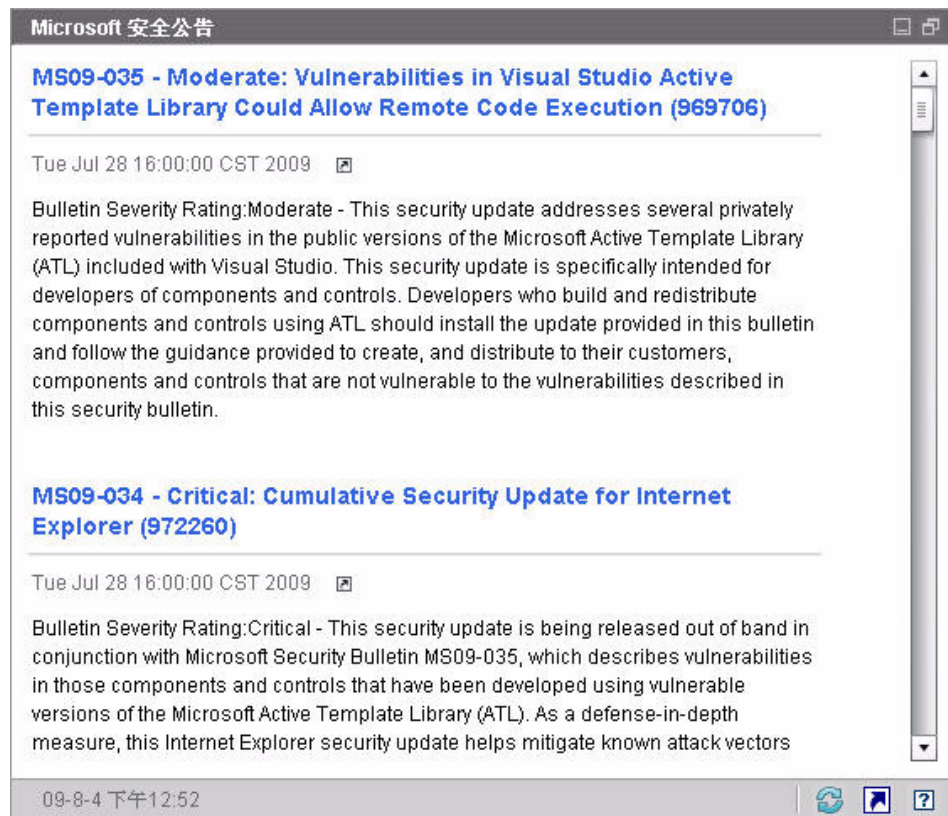 Microsoft 安全公告
MS09-035 - Moderate: Vulnerabilities in Visual Studio Active
Template Library Could Allow Remote Code Execution (969706)
Tue Jul 28 16:00:00 CST 2009
Bulletin Severity Rating:Moderate - This security update addresses several privately
reported vulnerabilities in the public versions of the Microsoft Active Template Library
(ATL) included with Visual Studio. This security update is specifically intended for
developers of components and controls. Developers who build and redistribute
components and controls using ATL should install the update provided in this bulletin
and follow the guidance provided to create, and distribute to their customers,
components and controls that are not vulnerable to the vulnerabilities described in
this security bulletin.
MS09-034 - Critical: Cumulative Security Update for Internet
Explorer (972260)
Tue Jul 28 16:00:00 CST 2009
Bulletin Severity Rating:Critical - This security update is being released out of band in
conjunction with Microsoft Security Bulletin MS09-035, which describes vulnerabilities
in those components and controls that have been developed using vulnerable
versions of the Microsoft Active Template Library (ATL). As a defense-in-depth
measure, this Internet Explorer security update helps mitigate known attack vectors
09-8-4 下午12:52